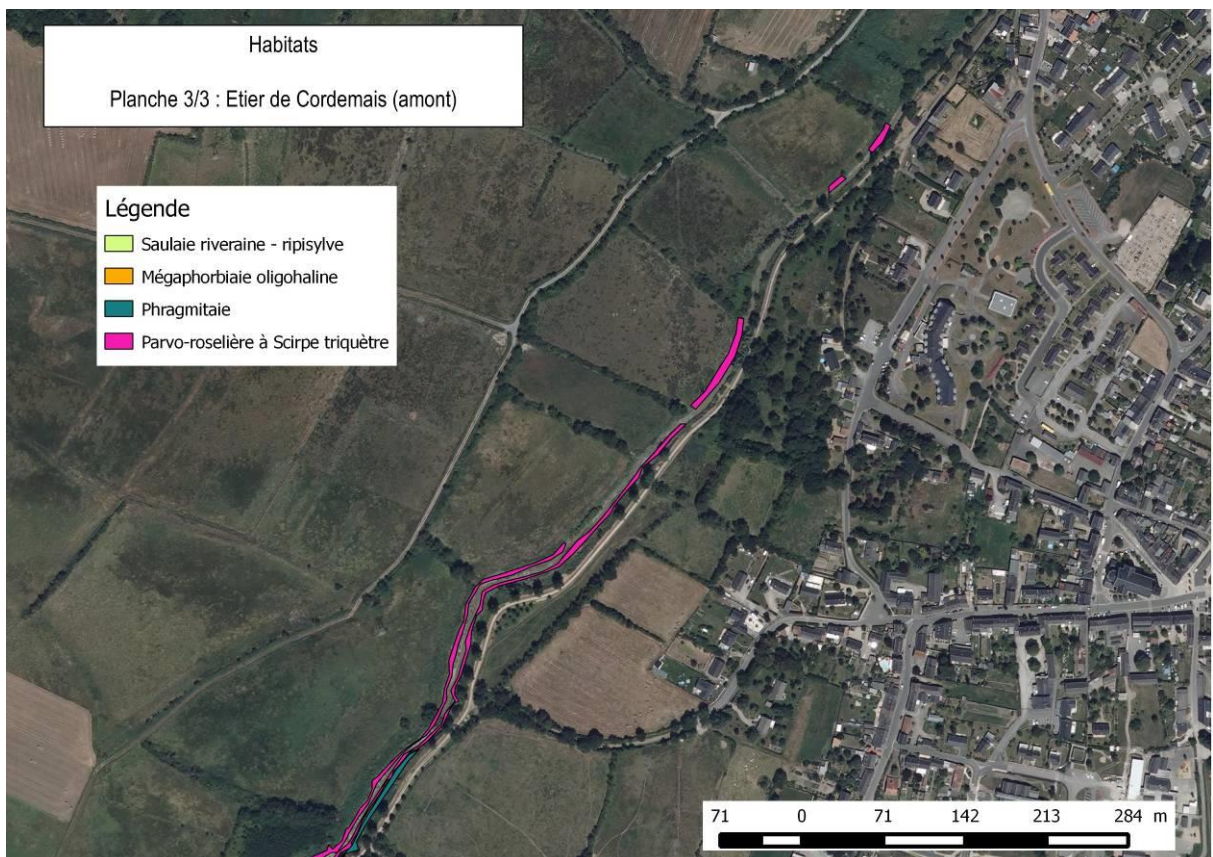 Habitats
Planche 3/3 : Etier de Cordemais (amont)
Légende
Saulaie riveraine - ripisylve
Mégaphorbiaie oligohaline
Phragmitaie
Parvo-roselière à Scirpe triquètre
71 0 71 142 213 284 m